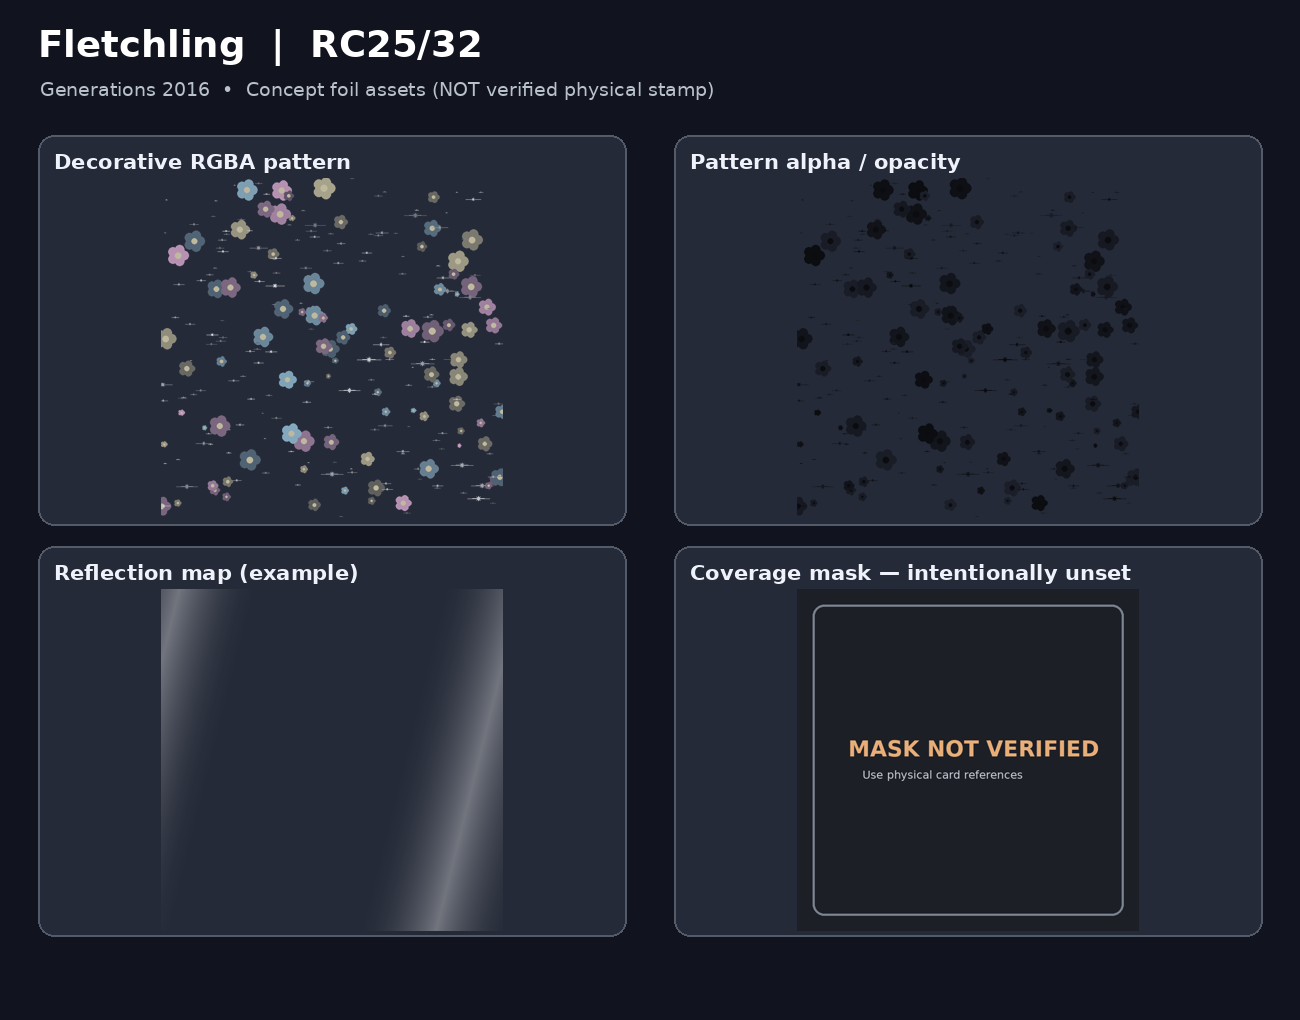 Fletchling | RC25/32
Generations 2016 • Concept foil assets (NOT verified physical stamp)
Decorative RGBA pattern
Pattern alpha / opacity
Reflection map (example)
Coverage mask — intentionally unset
MASK NOT VERIFIED
Use physical card references